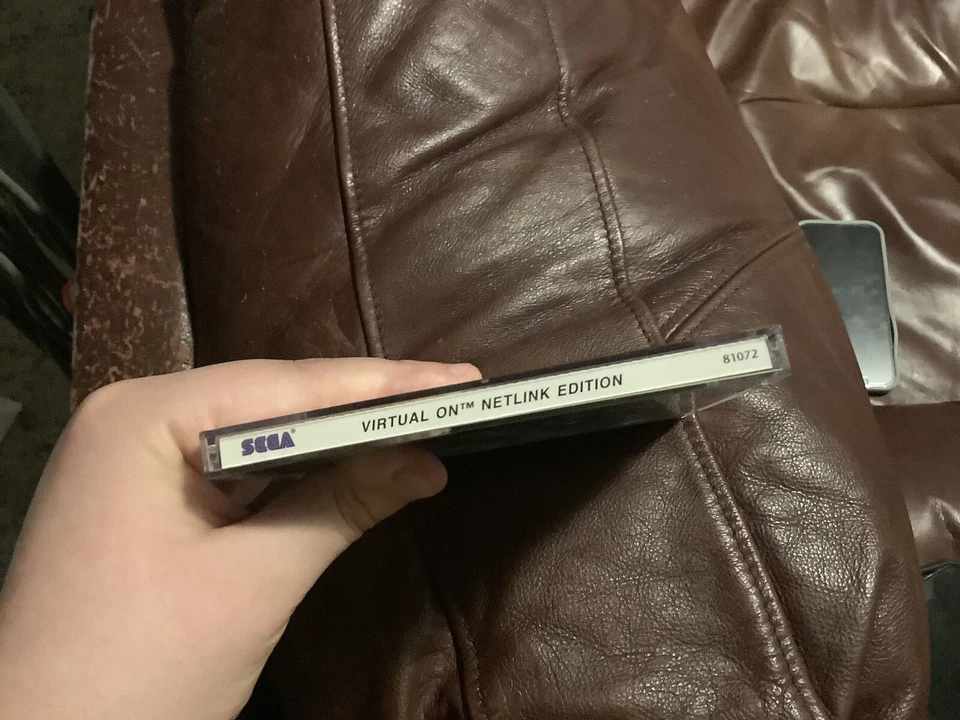 SEGA® VIRTUAL ON™ NETLINK EDITION 81072